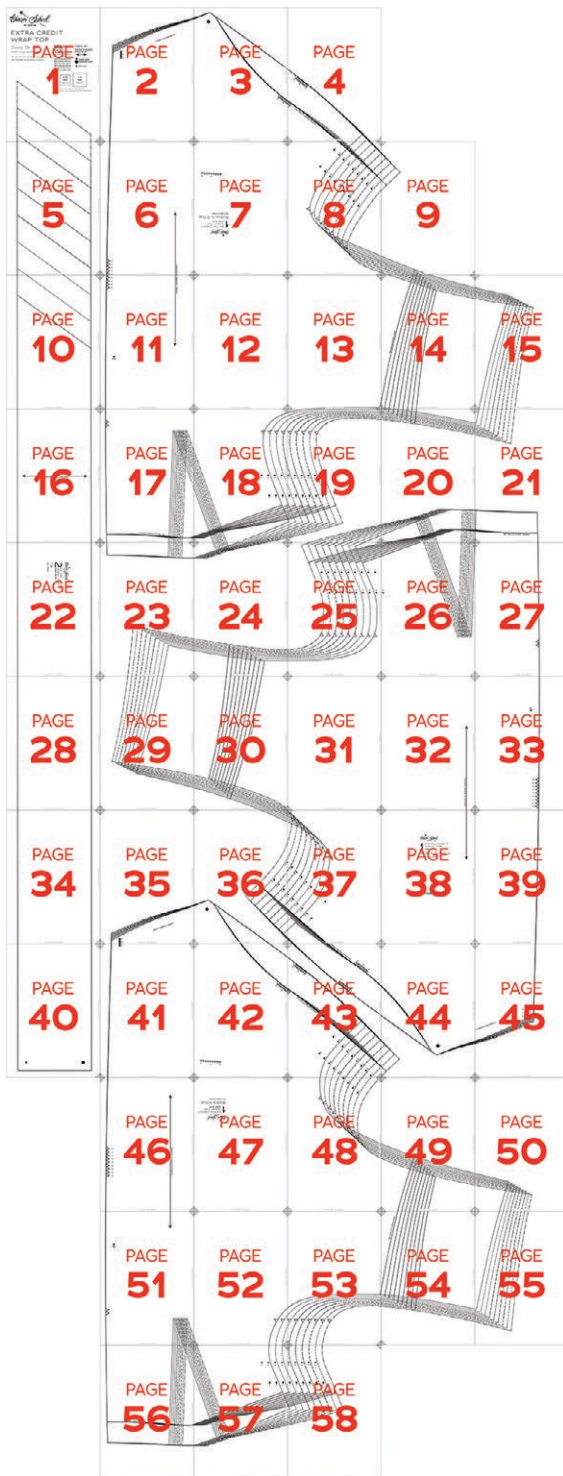 EXTRA CREDIT
WRAP TOP
PAGE 1
PAGE 2
PAGE 3
PAGE 4
PAGE 5
PAGE 6
PAGE 7
PAGE 8
PAGE 9
PAGE 10
PAGE 11
PAGE 12
PAGE 13
PAGE 14
PAGE 15
PAGE 16
PAGE 17
PAGE 18
PAGE 19
PAGE 20
PAGE 21
PAGE 22
PAGE 23
PAGE 24
PAGE 25
PAGE 26
PAGE 27
PAGE 28
PAGE 29
PAGE 30
PAGE 31
PAGE 32
PAGE 33
PAGE 34
PAGE 35
PAGE 36
PAGE 37
PAGE 38
PAGE 39
PAGE 40
PAGE 41
PAGE 42
PAGE 43
PAGE 44
PAGE 45
PAGE 46
PAGE 47
PAGE 48
PAGE 49
PAGE 50
PAGE 51
PAGE 52
PAGE 53
PAGE 54
PAGE 55
PAGE 56
PAGE 57
PAGE 58